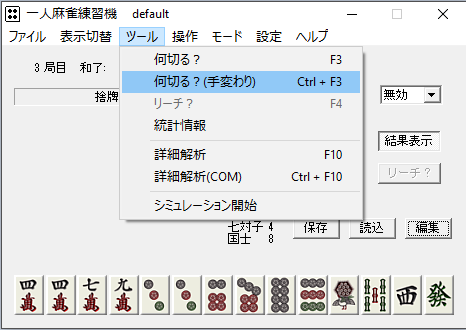 一人麻雀練習機 default
ファイル 表示切替 ツール 操作 モード 設定 ヘルプ
3 局目 和了:
捨牌
何切る？ F3
何切る？(手変わり) Ctrl + F3
リーチ？ F4
統計情報
詳細解析 F10
詳細解析(COM) Ctrl + F10
シミュレーション開始
無効
結果表示
リーチ？
七対子 4
国士 8
保存 読込 編集
四萬 四萬 七萬 九萬 西 發